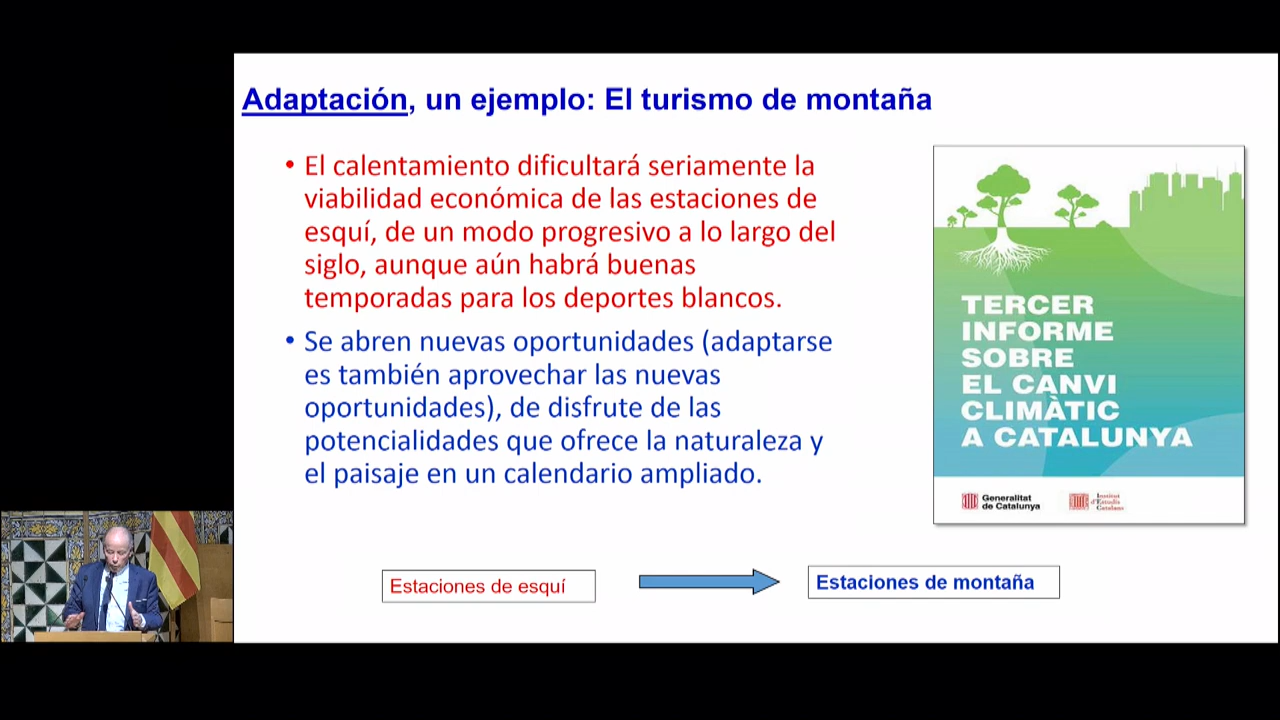 Adaptación, un ejemplo: El turismo de montaña
• El calentamiento dificultará seriamente la
viabilidad económica de las estaciones de
esquí, de un modo progresivo a lo largo del
siglo, aunque aún habrá buenas
temporadas para los deportes blancos.
• Se abren nuevas oportunidades (adaptarse
es también aprovechar las nuevas
oportunidades), de disfrute de las
potencialidades que ofrece la naturaleza y
el paisaje en un calendario ampliado.
TERCER
INFORME
SOBRE
EL CANVI
CLIMÀTIC
A CATALUNYA
Generalitat
de Catalunya
Institut
d'Estudis
Catalans
Estaciones de esquí
Estaciones de montaña